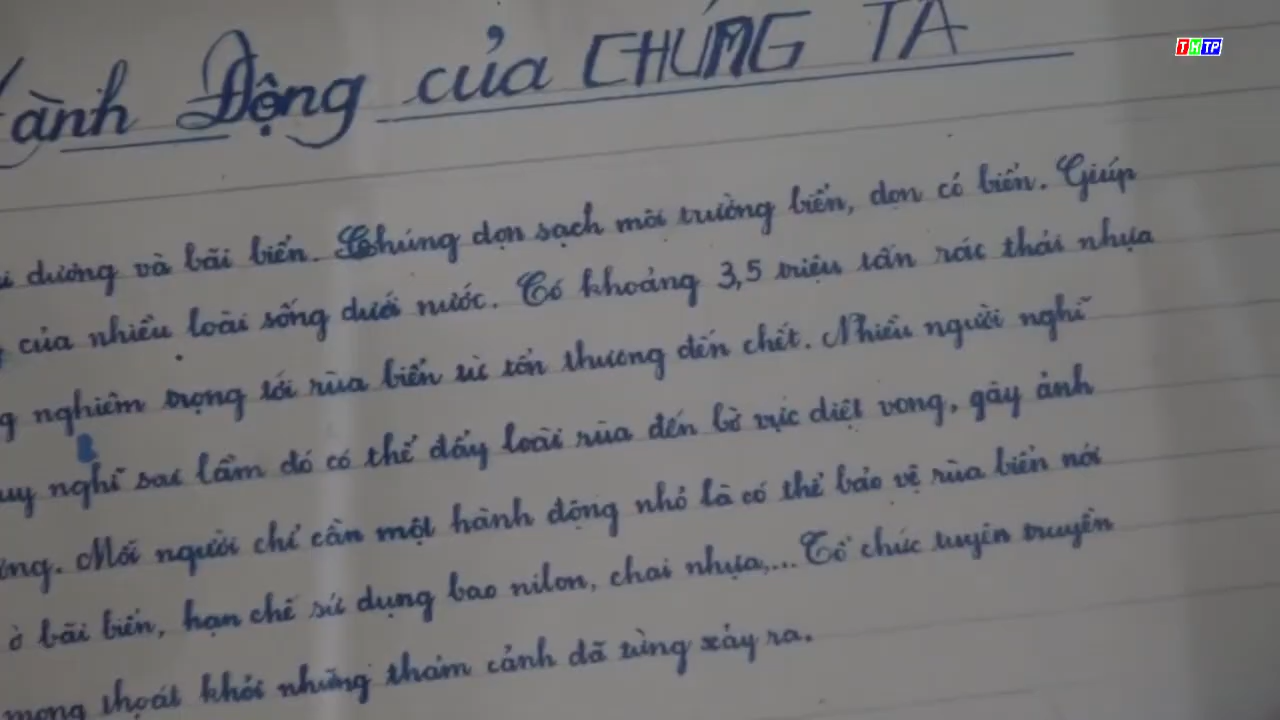 THTP
Hành Động của CHÚNG TA
dương và bãi biển. Chúng dọn sạch môi trường biển, dọn cỏ biển. Giúp
của nhiều loài sống dưới nước. Có khoảng 3,5 triệu tấn rác thải nhựa
nghiêm trọng tới rùa biển từ tổn thương đến chết. Nhiều người nghĩ
nghĩ sai lầm đó có thể đẩy loài rùa đến bờ vực diệt vong, gây ảnh
Mỗi người chỉ cần một hành động nhỏ là có thể bảo vệ rùa biển nói
ở bãi biển, hạn chế sử dụng bao nilon, chai nhựa,... Tổ chức tuyên truyền
mong thoát khỏi những thảm cảnh đã từng xảy ra.